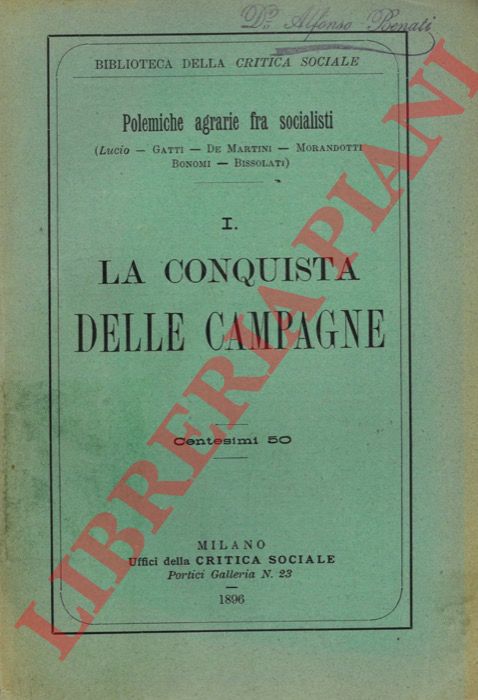 Dr. Alfonso Benati
BIBLIOTECA DELLA CRITICA SOCIALE
Polemiche agrarie fra socialisti
(Lucio — GATTI — DE MARTINI — MORANDOTTI
BONOMI — BISSOLATI)
I.
LA CONQUISTA
DELLE CAMPAGNE
Centesimi 50
MILANO
Uffici della CRITICA SOCIALE
Portici Galleria N. 23
1896
LIBRERIA PIANI